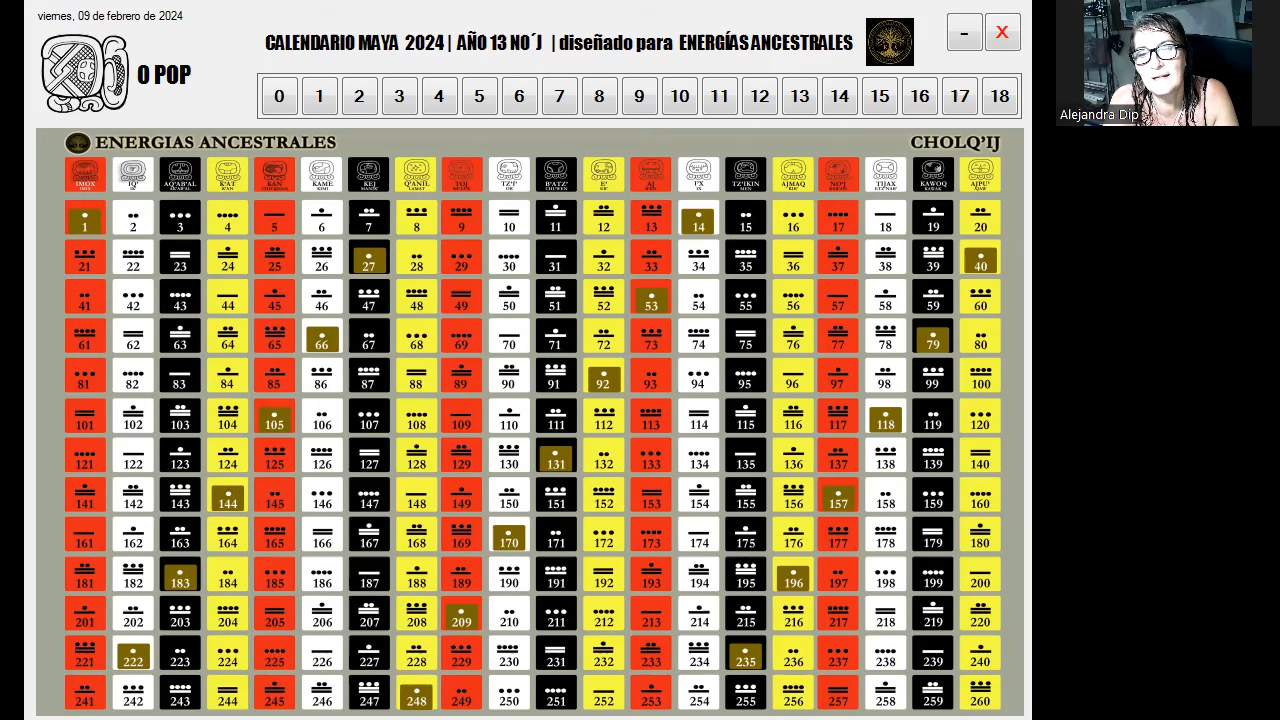 viernes, 09 de febrero de 2024
CALENDARIO MAYA 2024 | AÑO 13 NO´J | diseñado para ENERGÍAS ANCESTRALES
- X
0 POP
0 1 2 3 4 5 6 7 8 9 10 11 12 13 14 15 16 17 18
Alejandra Dip
ENERGIAS ANCESTRALES CHOLQ'IJ
IMOX IQ' AQ'AB'AL K'AT KAN KAME KEJ Q'ANIL TOJ TZ'I' B'ATZ' E' AJ I'X TZ'IKIN AJMAQ NO'J TIJAX KAWOQ AJPU'
1 2 3 4 5 6 7 8 9 10 11 12 13 14 15 16 17 18 19 20
21 22 23 24 25 26 27 28 29 30 31 32 33 34 35 36 37 38 39 40
41 42 43 44 45 46 47 48 49 50 51 52 53 54 55 56 57 58 59 60
61 62 63 64 65 66 67 68 69 70 71 72 73 74 75 76 77 78 79 80
81 82 83 84 85 86 87 88 89 90 91 92 93 94 95 96 97 98 99 100
101 102 103 104 105 106 107 108 109 110 111 112 113 114 115 116 117 118 119 120
121 122 123 124 125 126 127 128 129 130 131 132 133 134 135 136 137 138 139 140
141 142 143 144 145 146 147 148 149 150 151 152 153 154 155 156 157 158 159 160
161 162 163 164 165 166 167 168 169 170 171 172 173 174 175 176 177 178 179 180
181 182 183 184 185 186 187 188 189 190 191 192 193 194 195 196 197 198 199 200
201 202 203 204 205 206 207 208 209 210 211 212 213 214 215 216 217 218 219 220
221 222 223 224 225 226 227 228 229 230 231 232 233 234 235 236 237 238 239 240
241 242 243 244 245 246 247 248 249 250 251 252 253 254 255 256 257 258 259 260